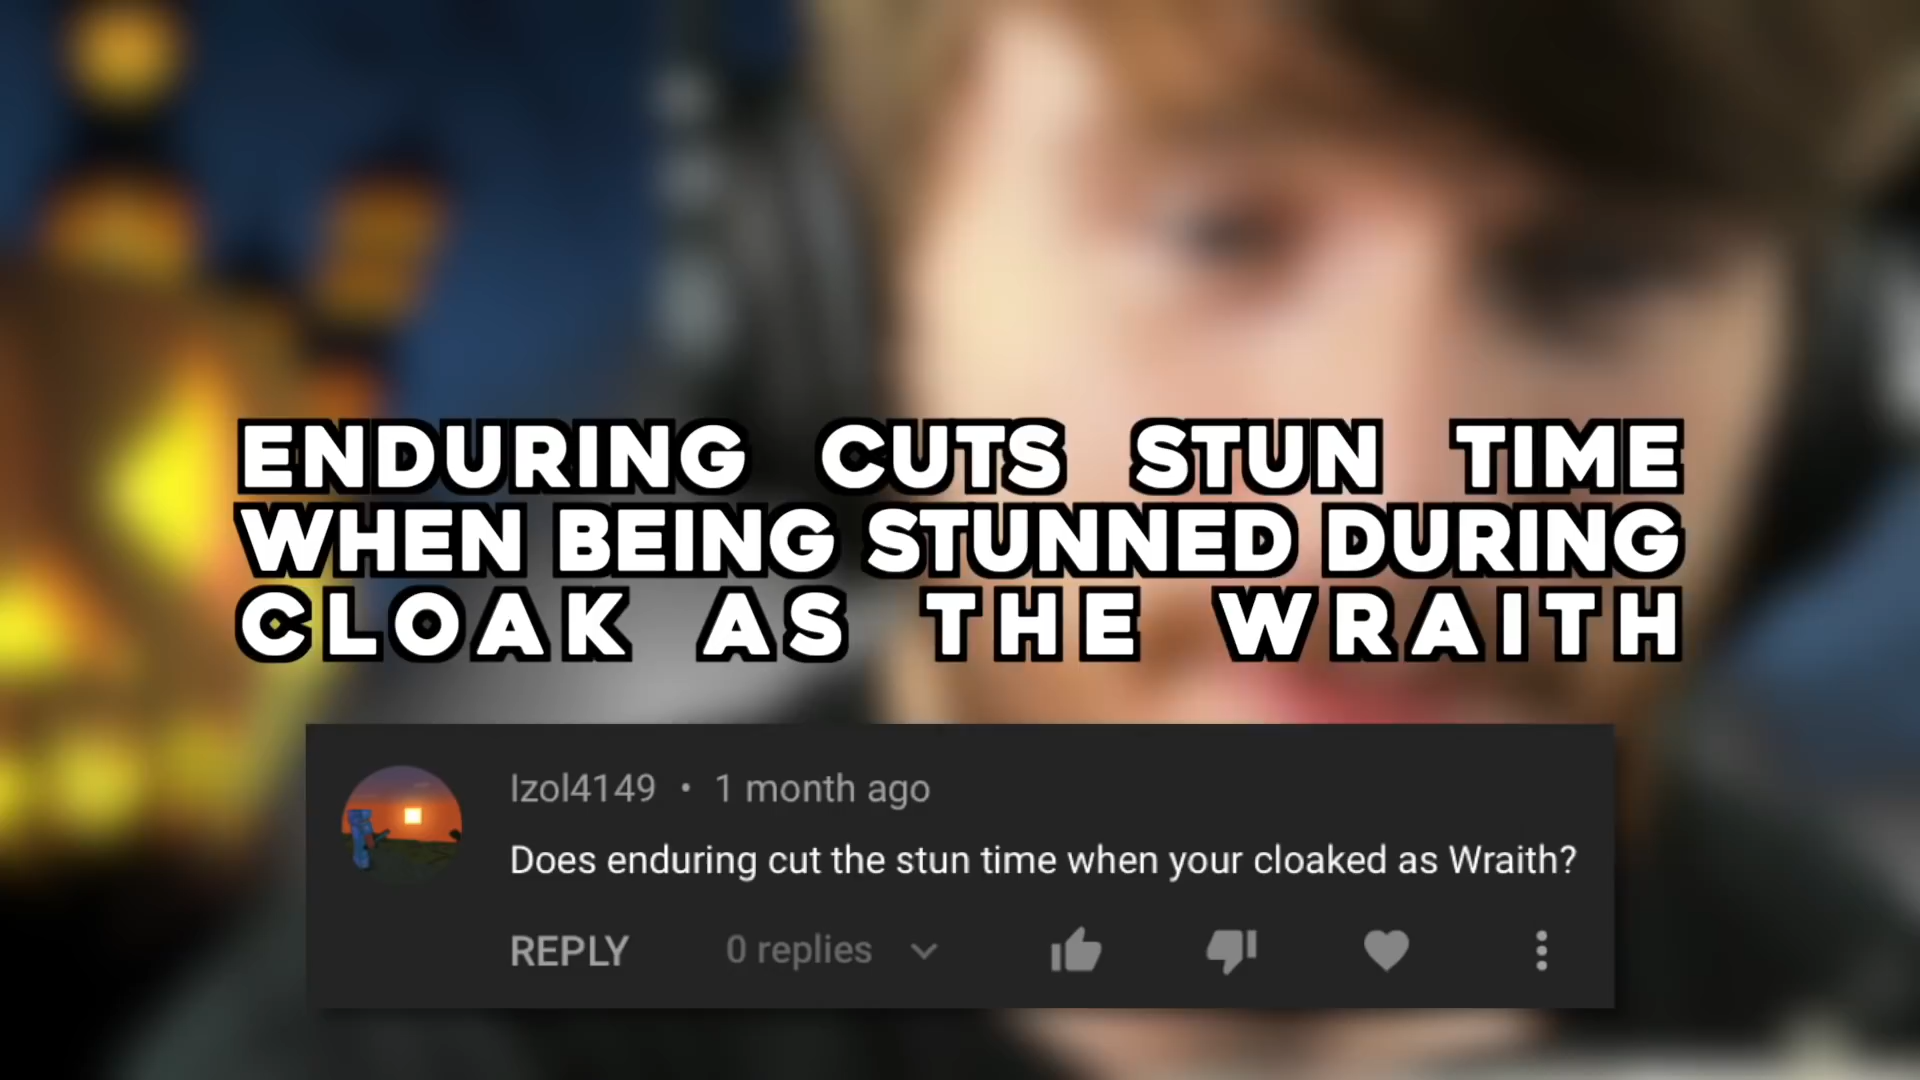 ENDURING CUTS STUN TIME
WHEN BEING STUNNED DURING
CLOAK AS THE WRAITH
Izol4149 • 1 month ago
Does enduring cut the stun time when your cloaked as Wraith?
REPLY 0 replies